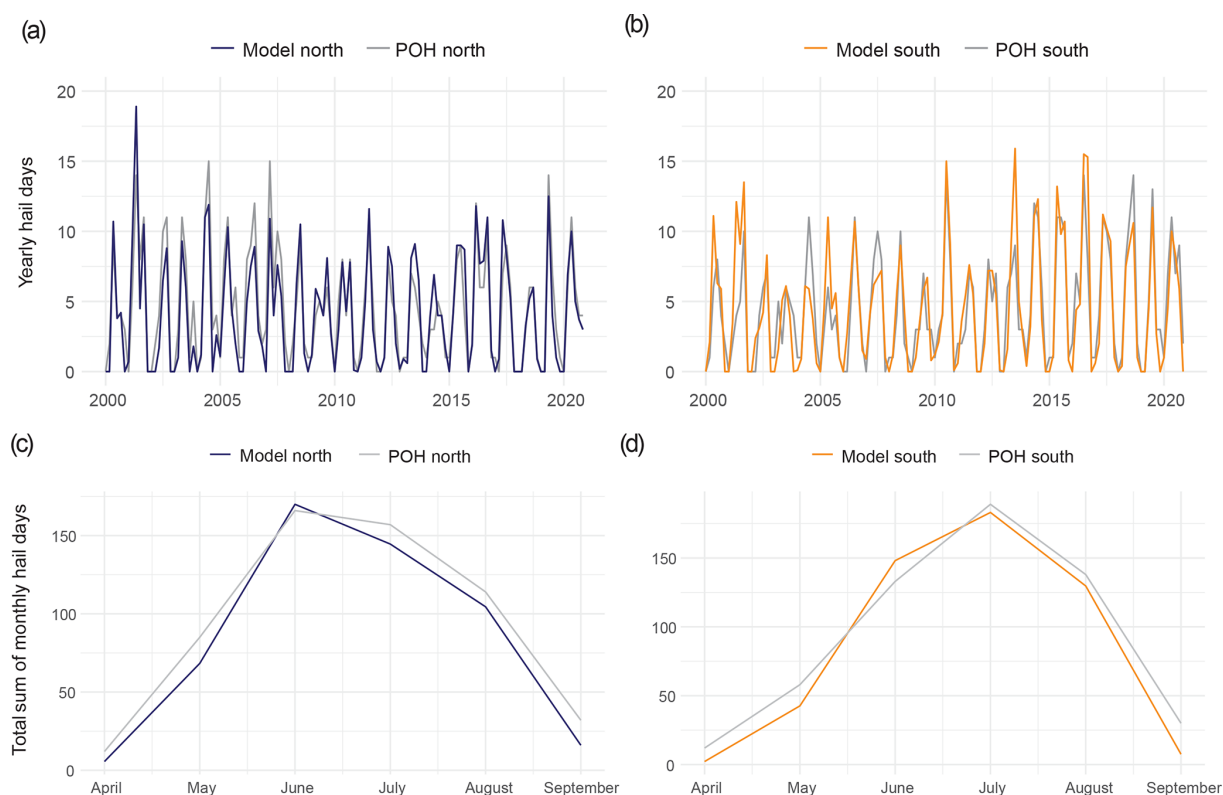 (a)
Model north POH north
Yearly hail days
20
15
10
5
0
2000 2005 2010 2015 2020
(b)
Model south POH south
20
15
10
5
0
2000 2005 2010 2015 2020
(c)
Model north POH north
Total sum of monthly hail days
150
100
50
0
April May June July August September
(d)
Model south POH south
150
100
50
0
April May June July August September